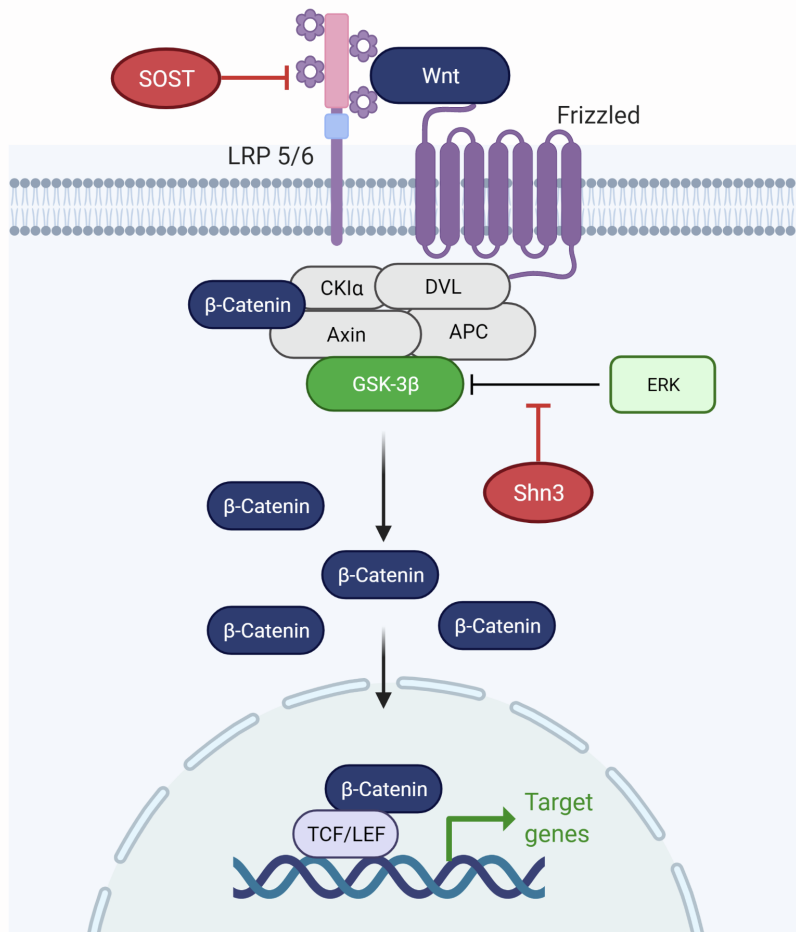 SOST
Wnt
Frizzled
LRP 5/6
CKIα
DVL
β-Catenin
Axin
APC
GSK-3β
ERK
Shn3
β-Catenin
β-Catenin
β-Catenin
β-Catenin
β-Catenin
TCF/LEF
Target
genes